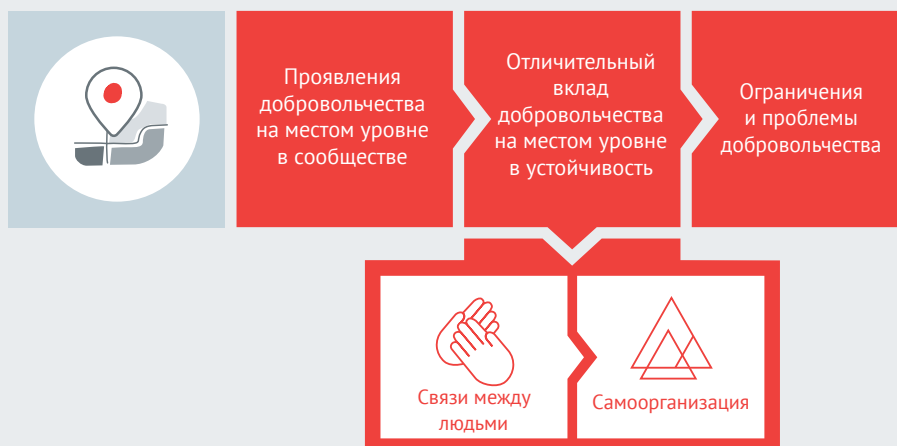 Проявления
добровольчества
на местом уровне
в сообществе
Отличительный
вклад
добровольчества
на местом уровне
в устойчивость
Ограничения
и проблемы
добровольчества
Связи между
людьми
Самоорганизация